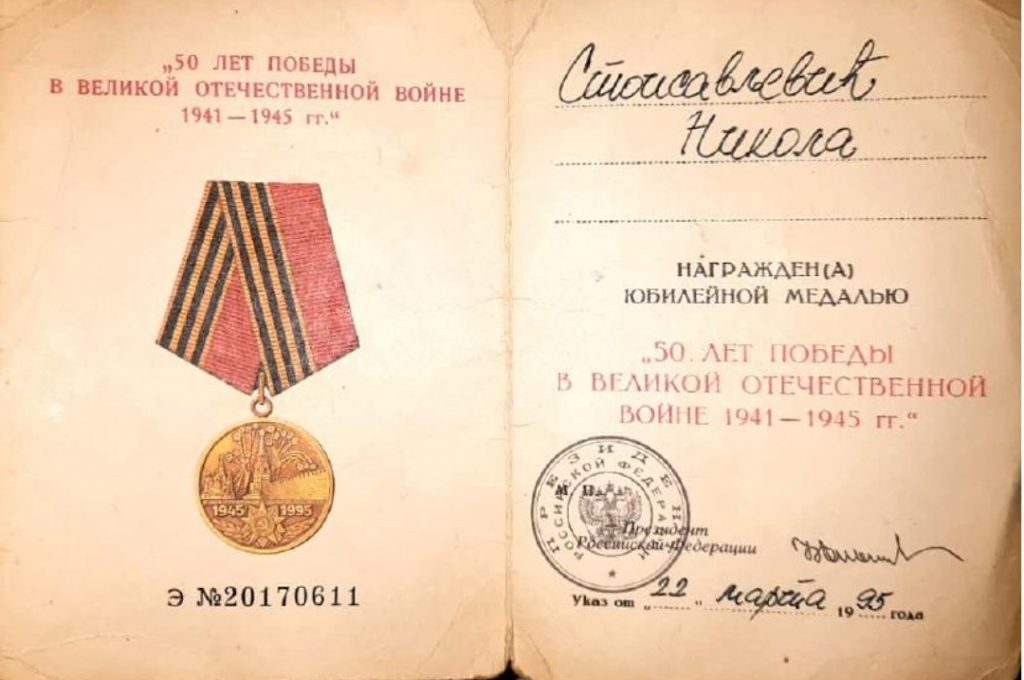 „50 ЛЕТ ПОБЕДЫ
В ВЕЛИКОЙ ОТЕЧЕСТВЕННОЙ ВОЙНЕ
1941 — 1945 гг.“
1945 1995
Э №20170611
Стоисавлевић
Никола
НАГРАЖДЕН(А)
ЮБИЛЕЙНОЙ МЕДАЛЬЮ
„50 ЛЕТ ПОБЕДЫ
В ВЕЛИКОЙ ОТЕЧЕСТВЕННОЙ
ВОЙНЕ 1941 — 1945 гг.“
ПРЕЗИДЕНТ
РОССИЙСКОЙ ФЕДЕРАЦИИ
М. П.
Президент
Российской Федерации
Указ от „22“ марта 1995 года